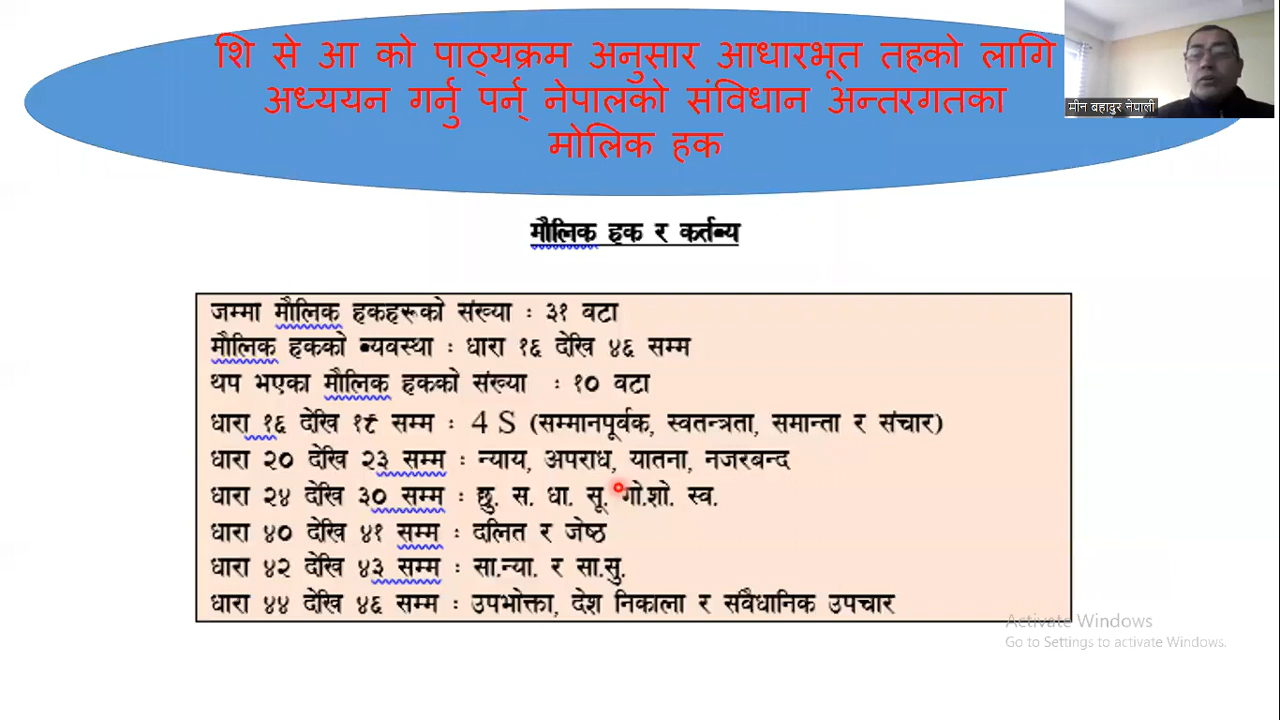 शि से आ को पाठ्यक्रम अनुसार आधारभूत तहको लागि
अध्ययन गर्नु पर्न् नेपालको संविधान अन्तरगतका
मोलिक हक
मीन बहादुर नेपाली
मौलिक हक र कर्तब्य
जम्मा मौलिक हकहरूको संख्या : ३१ वटा
मौलिक हकको ब्यवस्था : धारा १६ देखि ४६ सम्म
थप भएका मौलिक हकको संख्या : १० वटा
धारा १६ देखि १९ सम्म : 4 S (सम्मानपूर्वक, स्वतन्त्रता, समान्ता र संचार)
धारा २० देखि २३ सम्म : न्याय, अपराध, यातना, नजरबन्द
धारा २४ देखि ३० सम्म : छु. स. धा. सू. गो.शो. स्व.
धारा ४० देखि ४१ सम्म : दलित र जेष्ठ
धारा ४२ देखि ४३ सम्म : सा.न्या. र सा.सु.
धारा ४४ देखि ४६ सम्म : उपभोक्ता, देश निकाला र संवैधानिक उपचार
Activate Windows
Go to Settings to activate Windows.